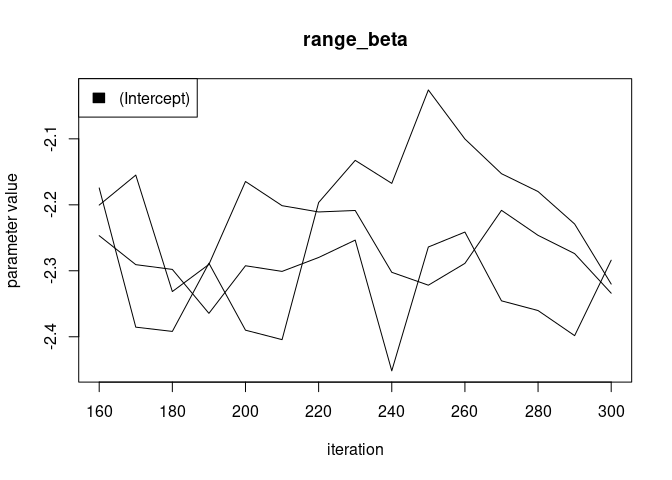 range_beta
(Intercept)
parameter value
-2.1
-2.2
-2.3
-2.4
160 180 200 220 240 260 280 300
iteration